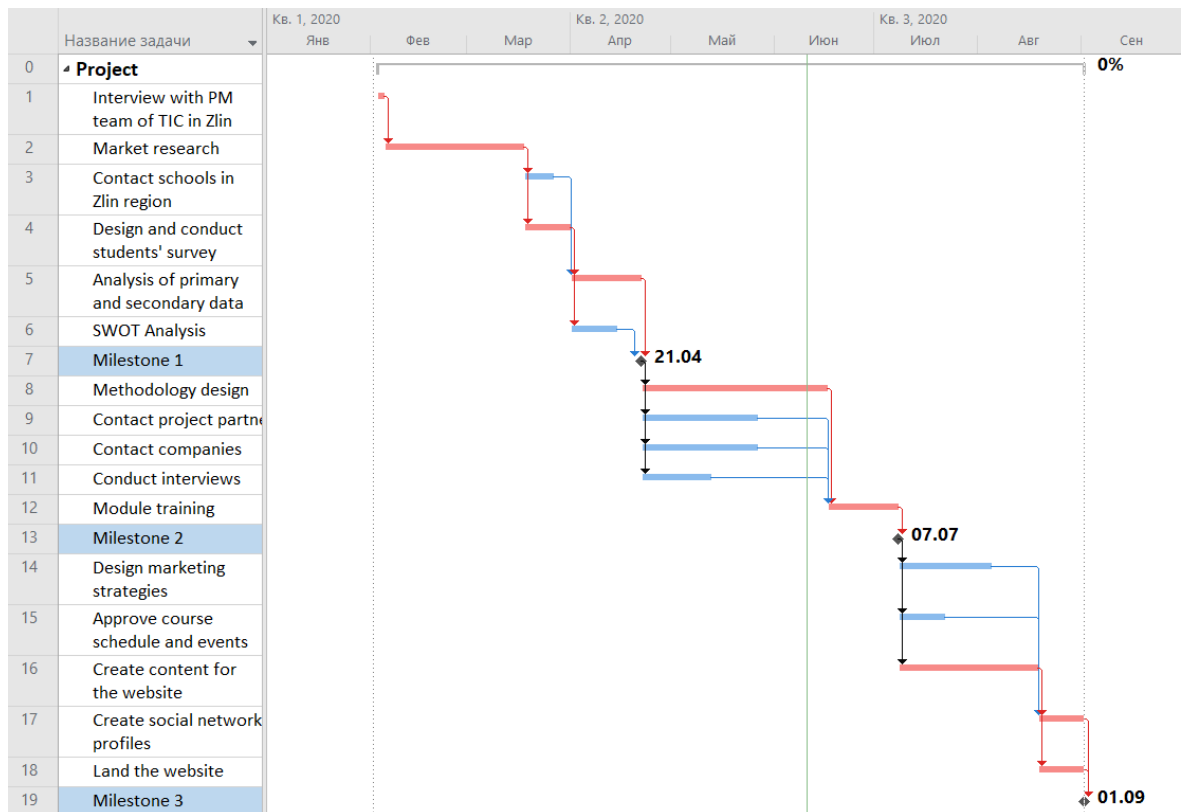 Кв. 1, 2020 Кв. 2, 2020 Кв. 3, 2020
Название задачи Янв Фев Мар Апр Май Июн Июл Авг Сен
0 Project 0%
1 Interview with PM
team of TIC in Zlin
2 Market research
3 Contact schools in
Zlin region
4 Design and conduct
students' survey
5 Analysis of primary
and secondary data
6 SWOT Analysis
7 Milestone 1 21.04
8 Methodology design
9 Contact project partne
10 Contact companies
11 Conduct interviews
12 Module training
13 Milestone 2 07.07
14 Design marketing
strategies
15 Approve course
schedule and events
16 Create content for
the website
17 Create social network
profiles
18 Land the website
19 Milestone 3 01.09